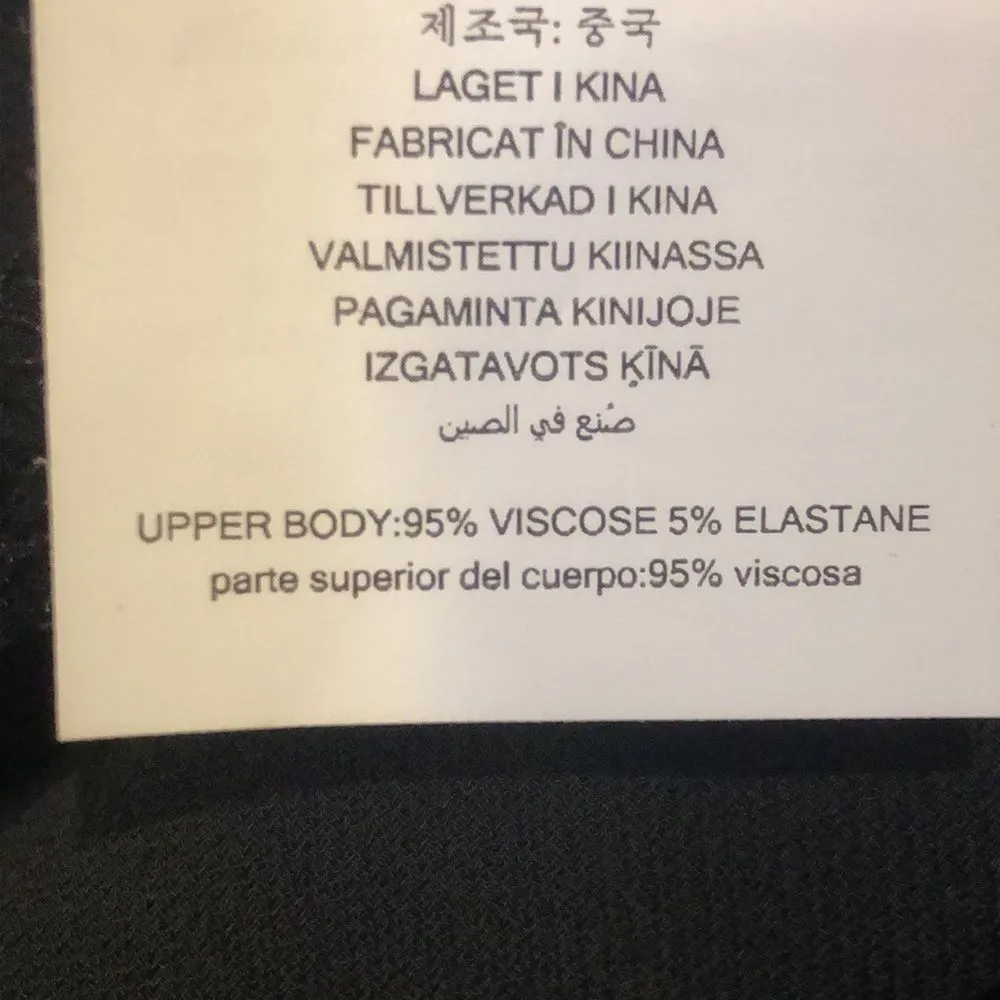 제조국: 중국
LAGET I KINA
FABRICAT ÎN CHINA
TILLVERKAD I KINA
VALMISTETTU KIINASSA
PAGAMINTA KINIJOJE
IZGATAVOTS ĶĪNĀ
صُنع في الصين
UPPER BODY:95% VISCOSE 5% ELASTANE
parte superior del cuerpo:95% viscosa